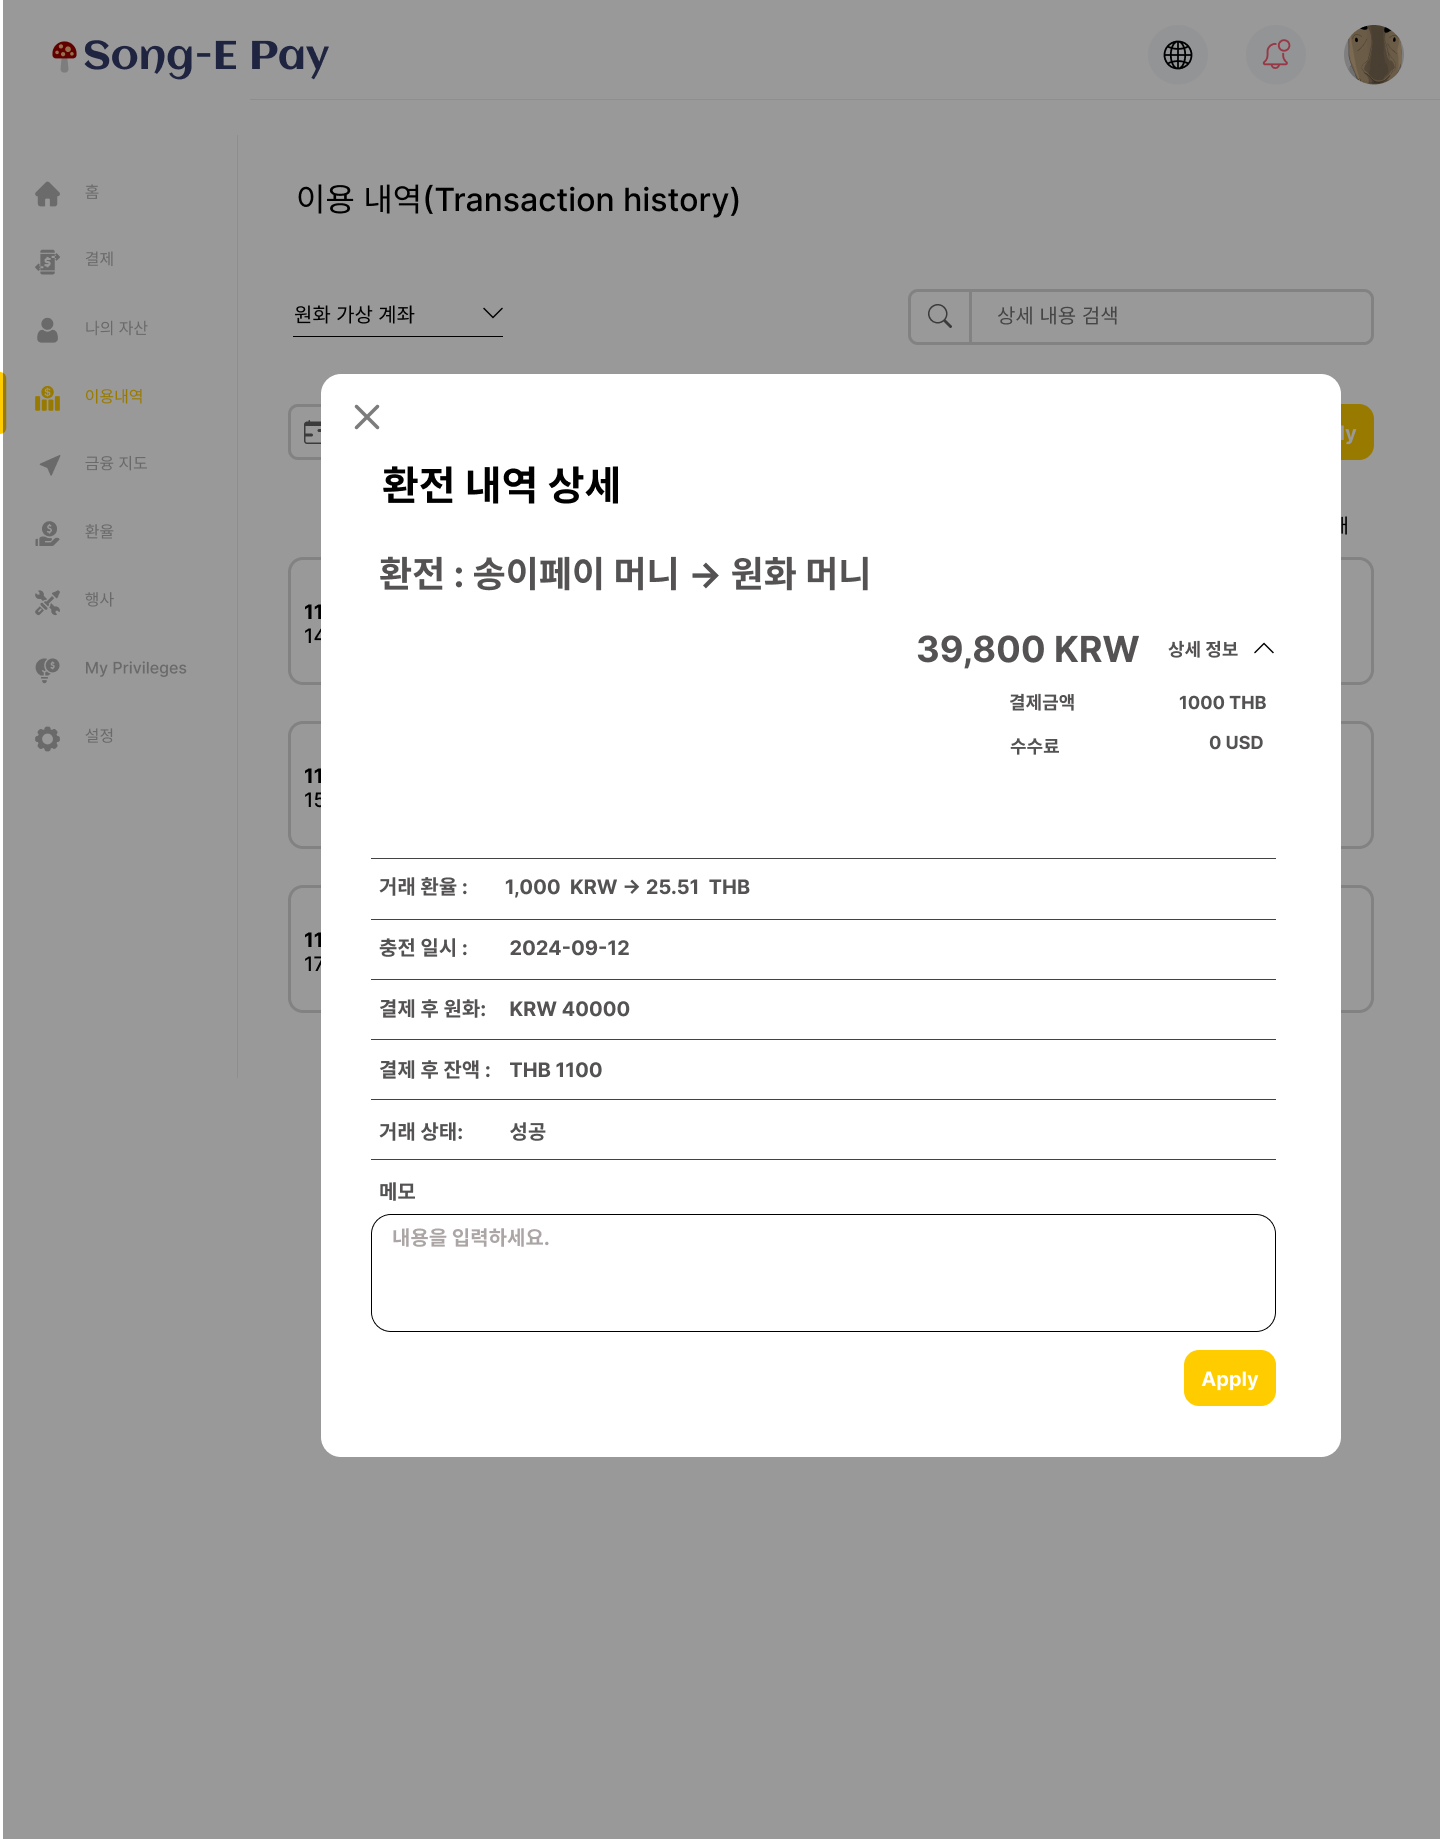 Song-E Pay
홈
결제
나의 자산
이용내역
금융 지도
환율
행사
My Privileges
설정
이용 내역(Transaction history)
원화 가상 계좌
상세 내용 검색
환전 내역 상세
환전 : 송이페이 머니 → 원화 머니
39,800 KRW 상세 정보
결제금액 1000 THB
수수료 0 USD
거래 환율 : 1,000 KRW → 25.51 THB
충전 일시 : 2024-09-12
결제 후 원화: KRW 40000
결제 후 잔액 : THB 1100
거래 상태: 성공
메모
내용을 입력하세요.
Apply
11
14
11
15
11
17